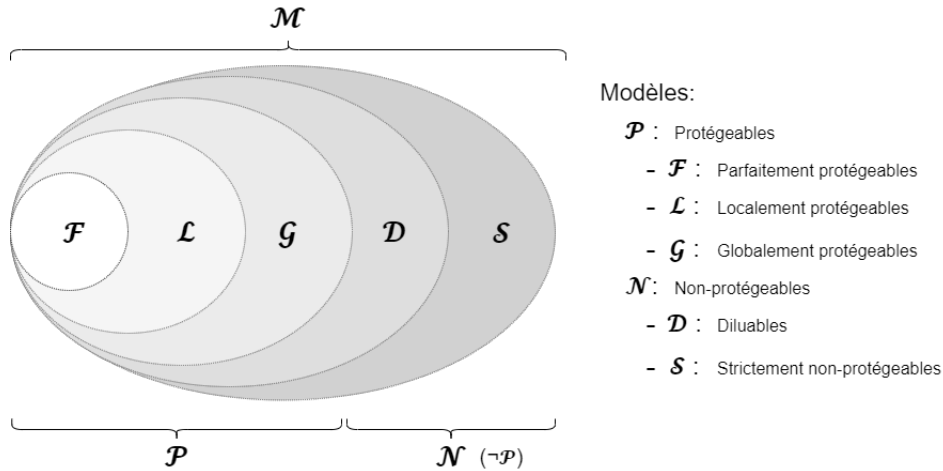 𝓜
𝓕 𝓛 𝓖 𝓓 𝓢
𝓟 𝓝 (¬𝓟)
Modèles:
𝓟 : Protégeables
- 𝓕 : Parfaitement protégeables
- 𝓛 : Localement protégeables
- 𝓖 : Globalement protégeables
𝓝 : Non-protégeables
- 𝓓 : Diluables
- 𝓢 : Strictement non-protégeables